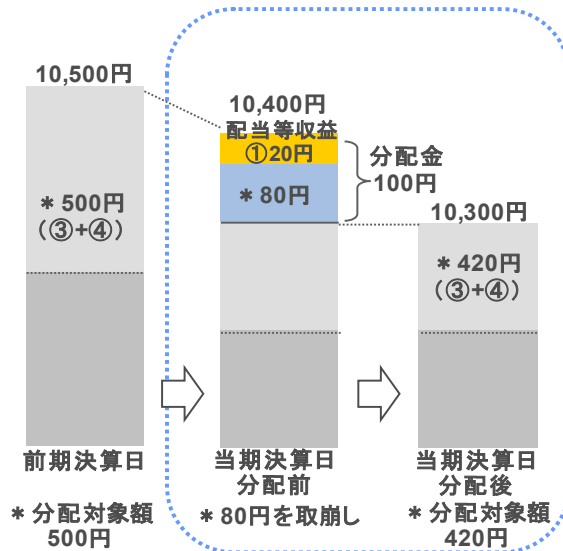 10,500円
＊500円
（③+④）
前期決算日
＊分配対象額
500円
10,400円
配当等収益
①20円
＊80円
分配金
100円
当期決算日
分配前
＊80円を取崩し
10,300円
＊420円
（③+④）
当期決算日
分配後
＊分配対象額
420円